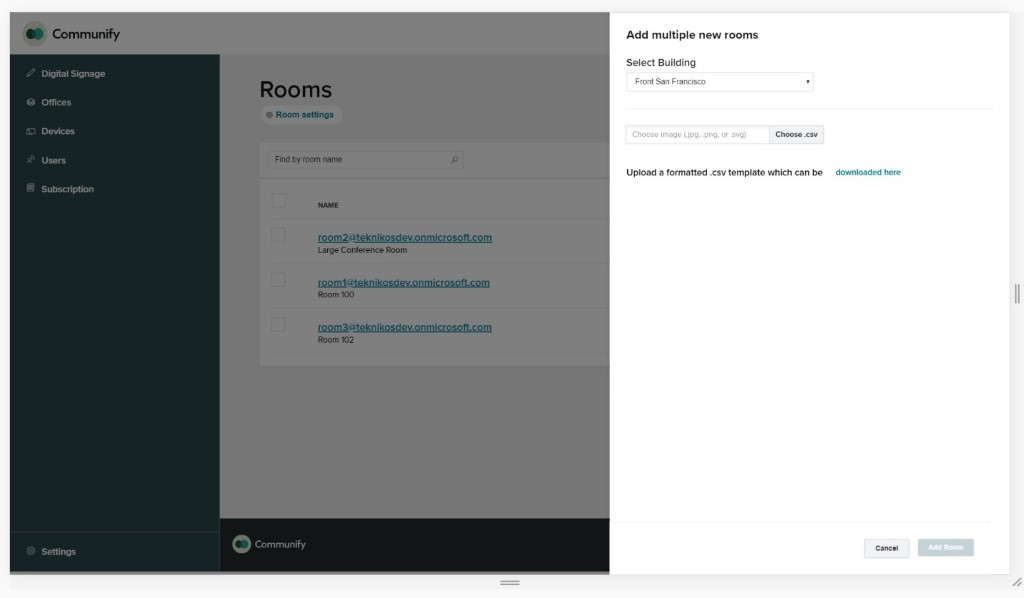 Communify
Digital Signage
Offices
Devices
Users
Subscription
Settings
Rooms
Room settings
Find by room name
NAME
room2@teknikosdev.onmicrosoft.com
Large Conference Room
room1@teknikosdev.onmicrosoft.com
Room 100
room3@teknikosdev.onmicrosoft.com
Room 102
Communify
Add multiple new rooms
Select Building
Front San Francisco
Choose image (.jpg, .png, or .svg) Choose .csv
Upload a formatted .csv template which can be downloaded here
Cancel Add Room